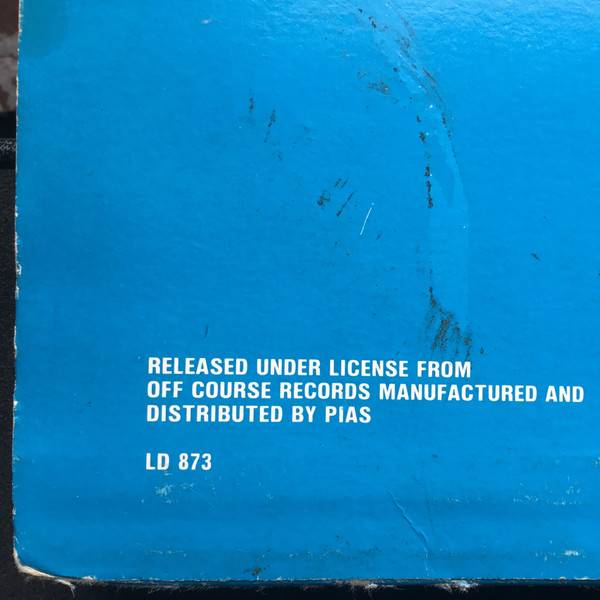 RELEASED UNDER LICENSE FROM
OFF COURSE RECORDS MANUFACTURED AND
DISTRIBUTED BY PIAS
LD 873